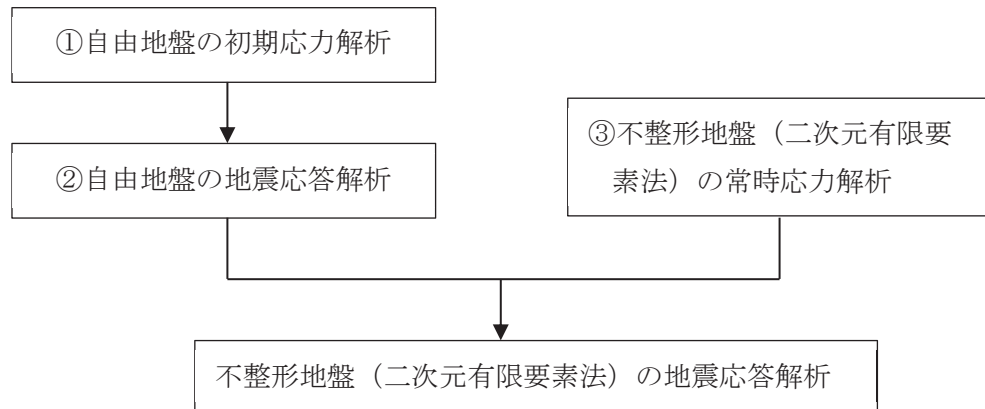 ①自由地盤の初期応力解析
②自由地盤の地震応答解析
③不整形地盤（二次元有限要
素法）の常時応力解析
不整形地盤（二次元有限要素法）の地震応答解析